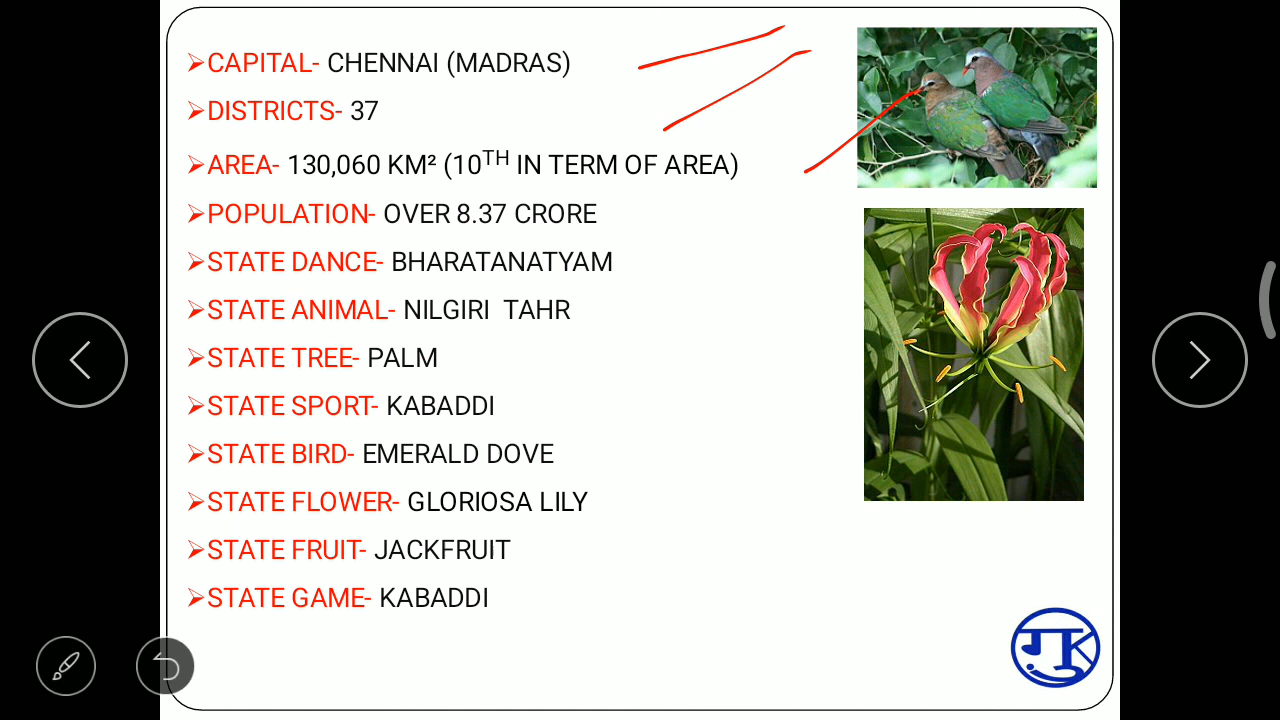 ➢CAPITAL- CHENNAI (MADRAS)
➢DISTRICTS- 37
➢AREA- 130,060 KM² (10TH IN TERM OF AREA)
➢POPULATION- OVER 8.37 CRORE
➢STATE DANCE- BHARATANATYAM
➢STATE ANIMAL- NILGIRI  TAHR
➢STATE TREE- PALM
➢STATE SPORT- KABADDI
➢STATE BIRD- EMERALD DOVE
➢STATE FLOWER- GLORIOSA LILY
➢STATE FRUIT- JACKFRUIT
➢STATE GAME- KABADDI